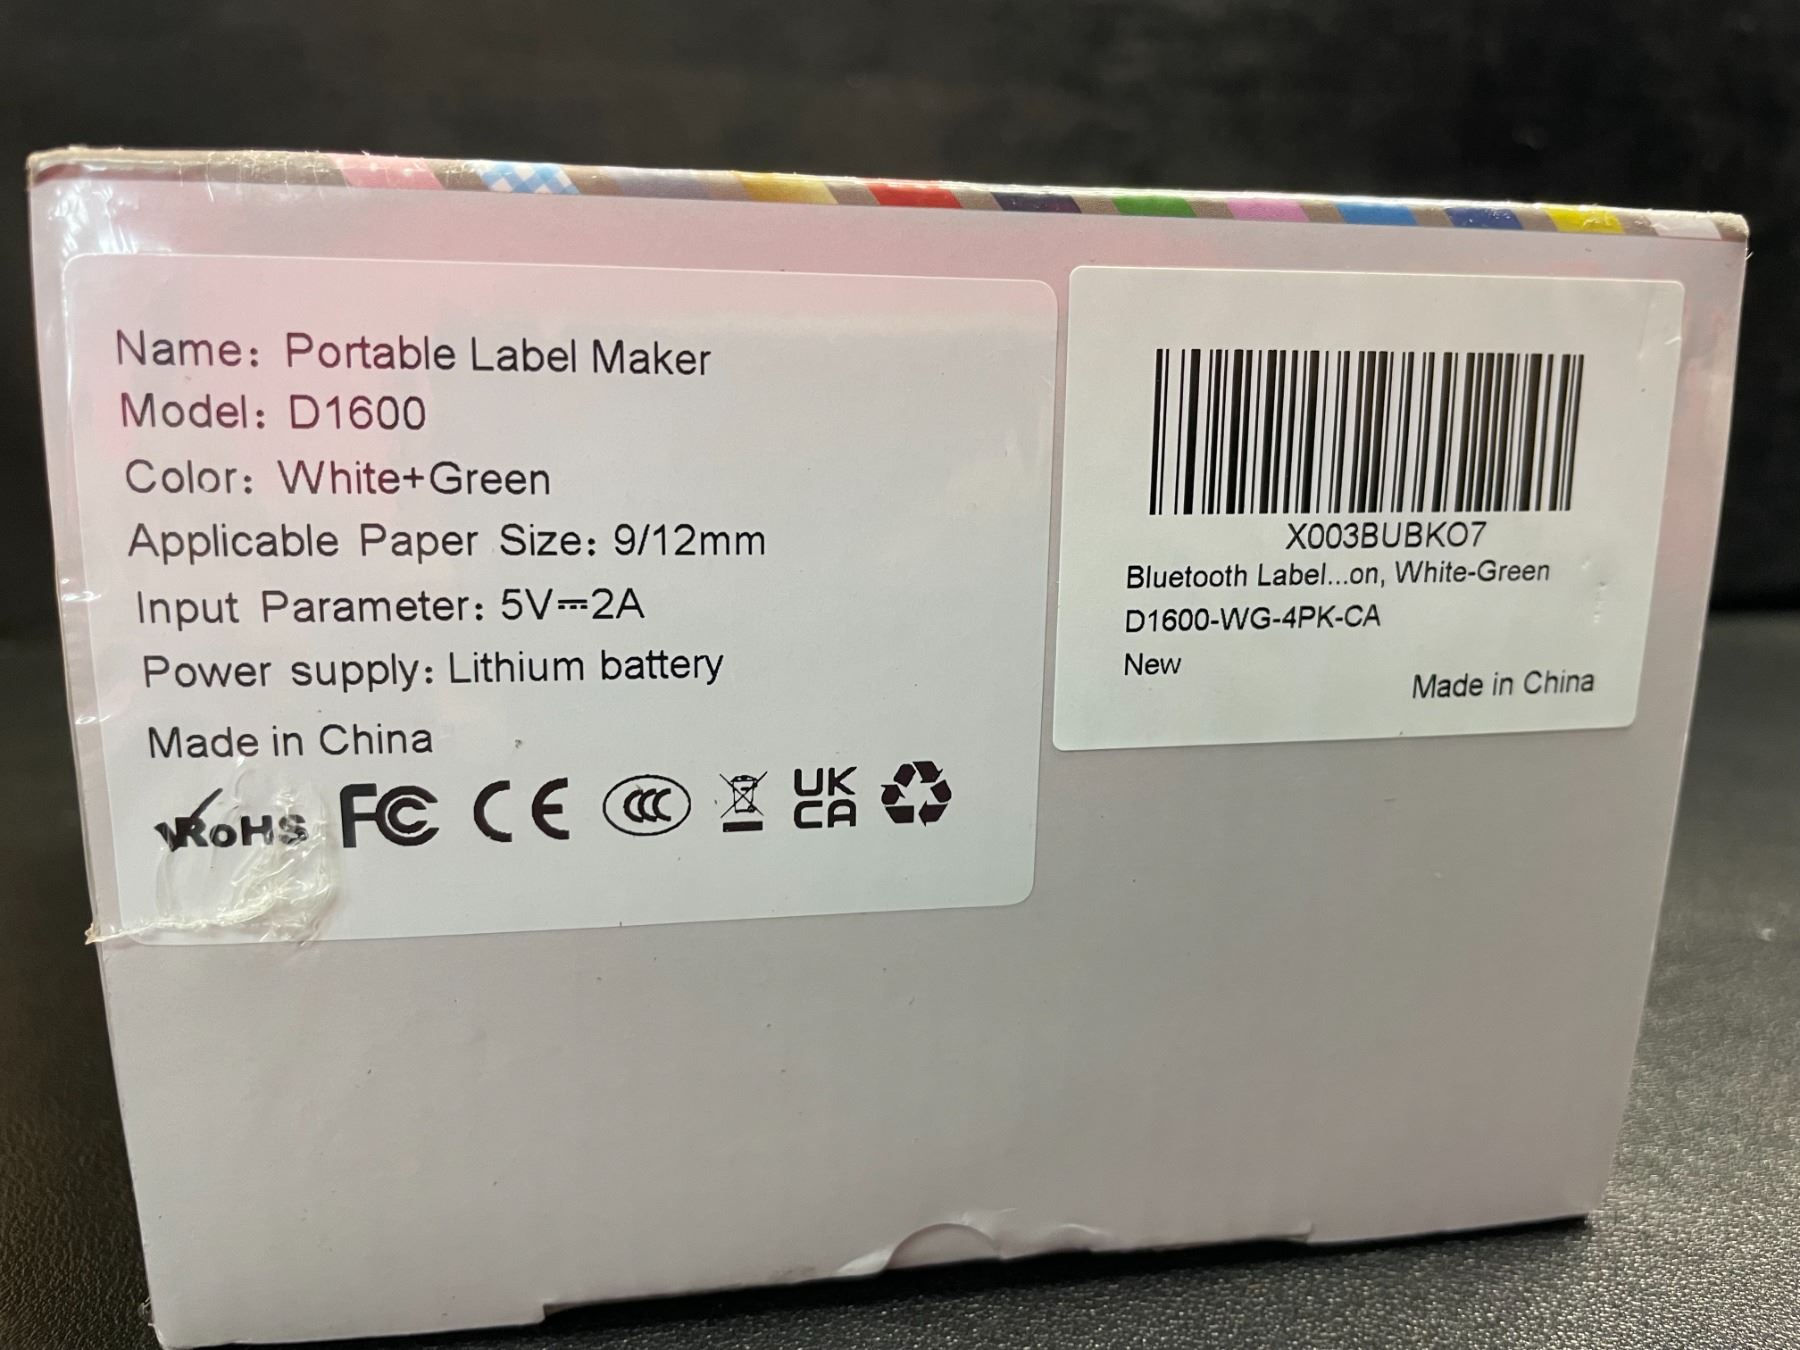 Name: Portable Label Maker
Model: D1600
Color: White+Green
Applicable Paper Size: 9/12mm
Input Parameter: 5V⎓2A
Power supply: Lithium battery
Made in China
RoHS FC CE CCC UK CA
X003BUBKO7
Bluetooth Label...on, White-Green
D1600-WG-4PK-CA
New
Made in China